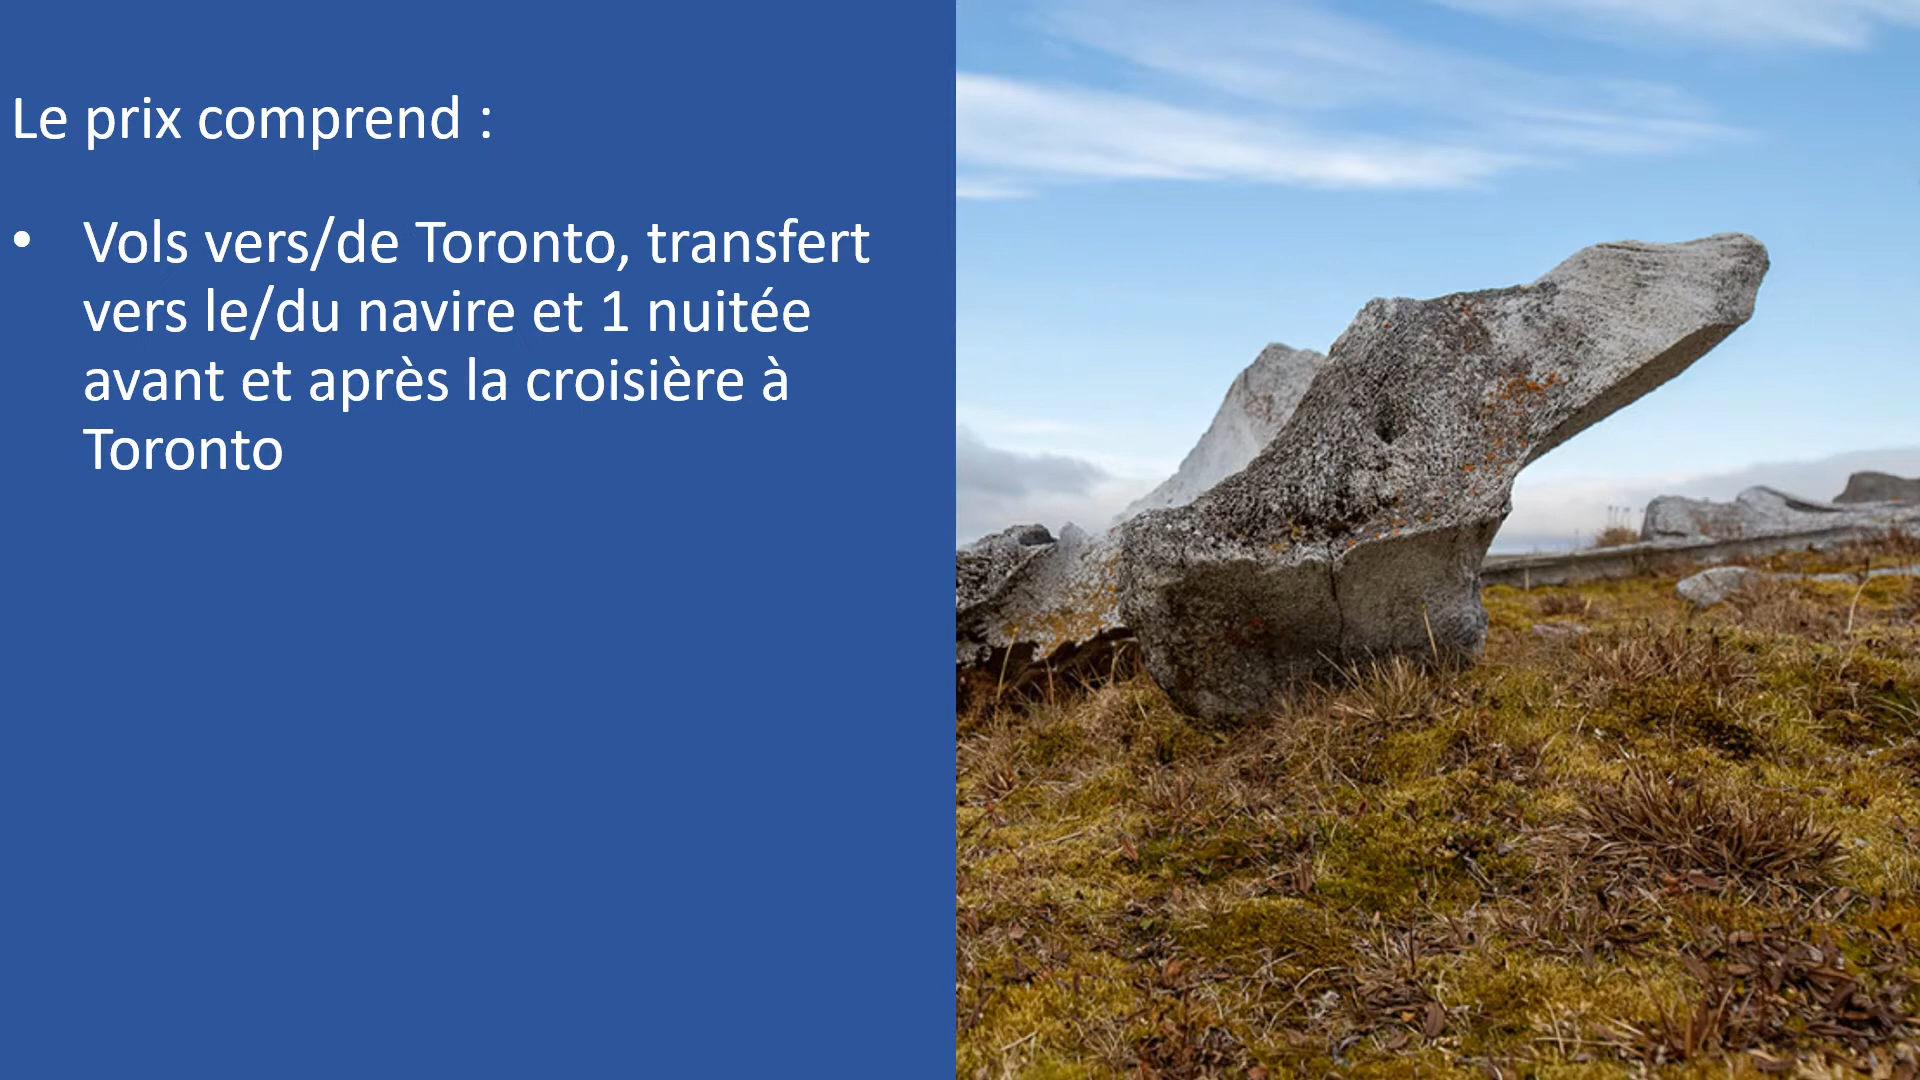 Le prix comprend :
• Vols vers/de Toronto, transfert
vers le/du navire et 1 nuitée
avant et après la croisière à
Toronto